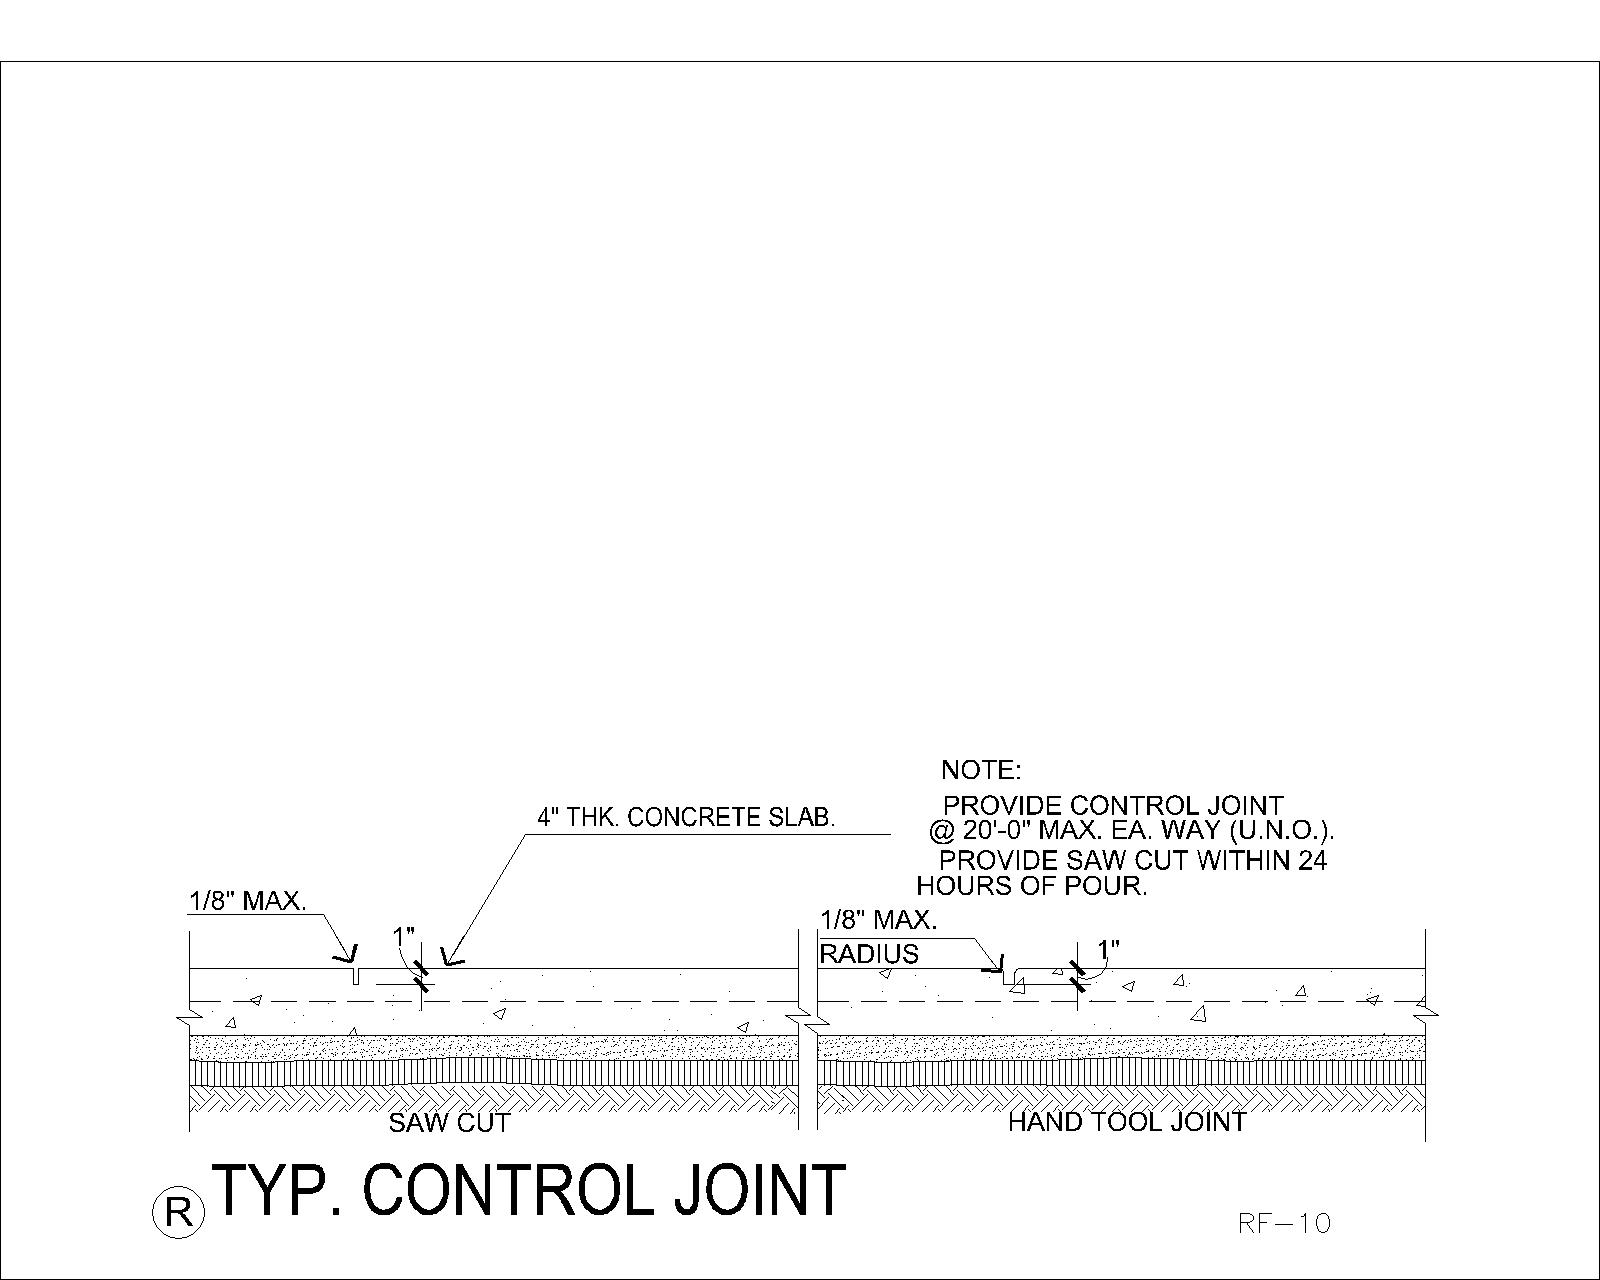 NOTE:
PROVIDE CONTROL JOINT
@ 20'-0" MAX. EA. WAY (U.N.O.).
PROVIDE SAW CUT WITHIN 24
HOURS OF POUR.
4" THK. CONCRETE SLAB.
1/8" MAX.
1"
1/8" MAX.
RADIUS
1"
SAW CUT
HAND TOOL JOINT
R TYP. CONTROL JOINT
RF-10